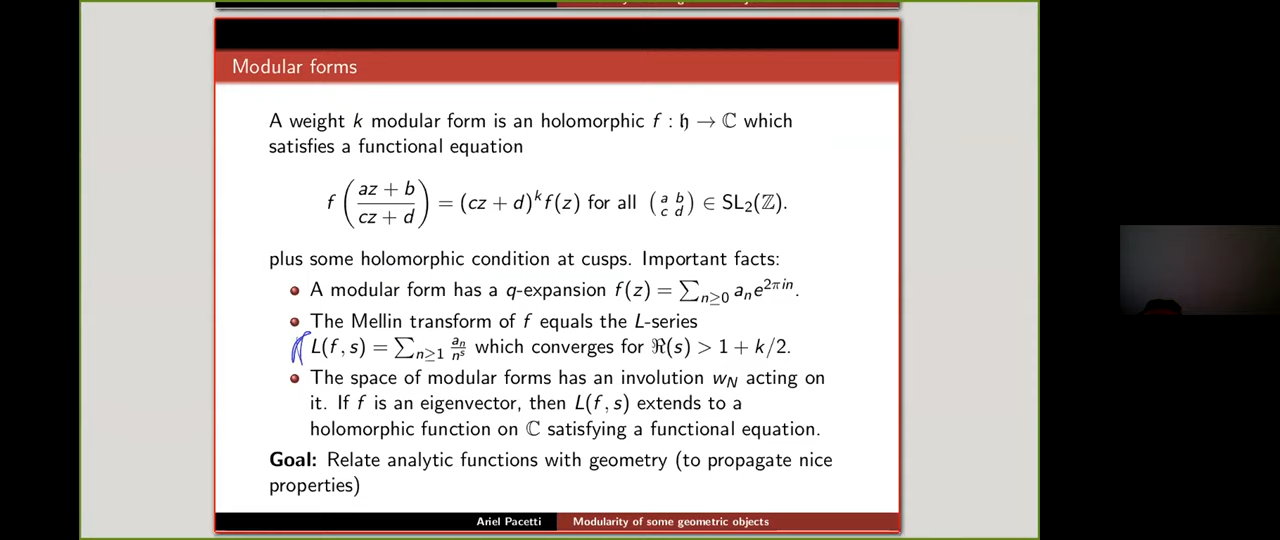 Modular forms
A weight k modular form is an holomorphic f : 𝔥 → ℂ which
satisfies a functional equation
f ( (az + b) / (cz + d) ) = (cz + d)^k f(z) for all (a b; c d) ∈ SL₂(ℤ).
plus some holomorphic condition at cusps. Important facts:
A modular form has a q-expansion f(z) = ∑_{n≥0} a_n e^{2πin}.
The Mellin transform of f equals the L-series
L(f, s) = ∑_{n≥1} a_n/n^s which converges for ℜ(s) > 1 + k/2.
The space of modular forms has an involution w_N acting on
it. If f is an eigenvector, then L(f, s) extends to a
holomorphic function on ℂ satisfying a functional equation.
Goal: Relate analytic functions with geometry (to propagate nice
properties)
Ariel Pacetti Modularity of some geometric objects